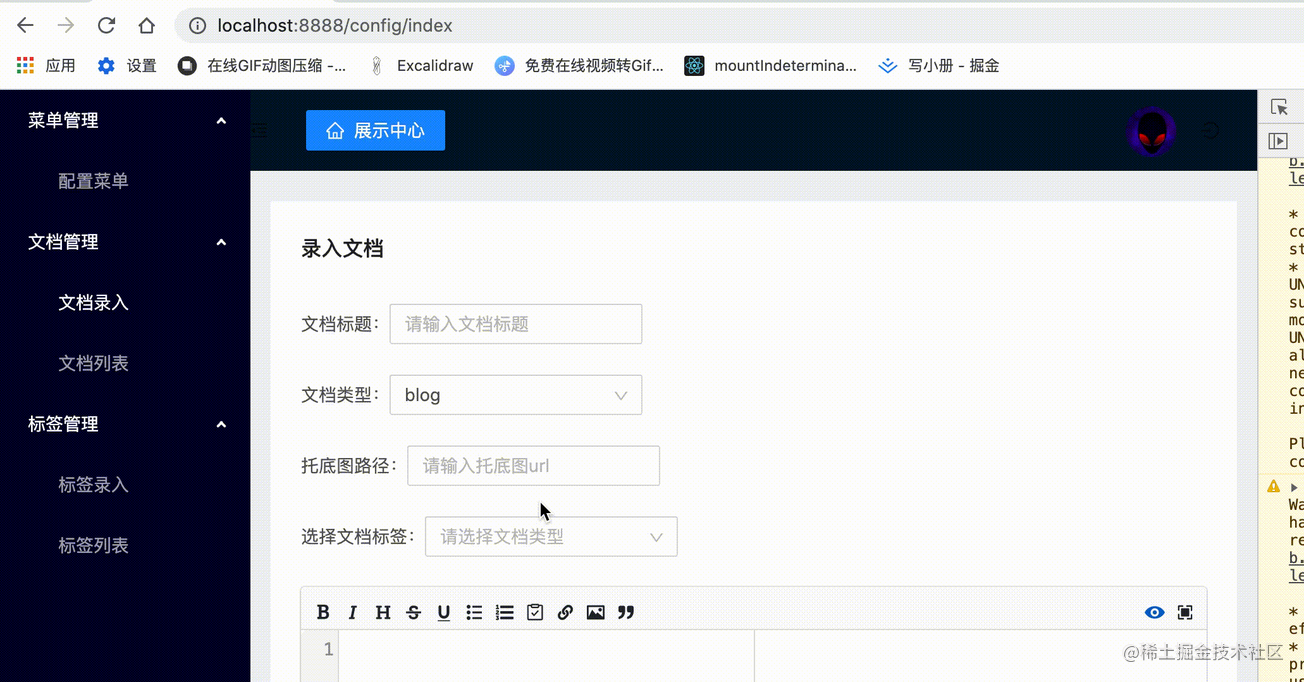 localhost:8888/config/index
应用 设置 在线GIF动图压缩 -... Excalidraw 免费在线视频转Gif... mountIndetermina... 写小册 - 掘金
菜单管理
配置菜单
文档管理
文档录入
文档列表
标签管理
标签录入
标签列表
展示中心
录入文档
文档标题: 请输入文档标题
文档类型: blog
托底图路径: 请输入托底图url
选择文档标签: 请选择文档类型
B I H S U
1
b.
le
*
co
st
*
UN
su
mo
UN
al
ne
co
in
Pl
co
Wa
ha
re
b.
le
*
ef
*
pr
@稀土掘金技术社区